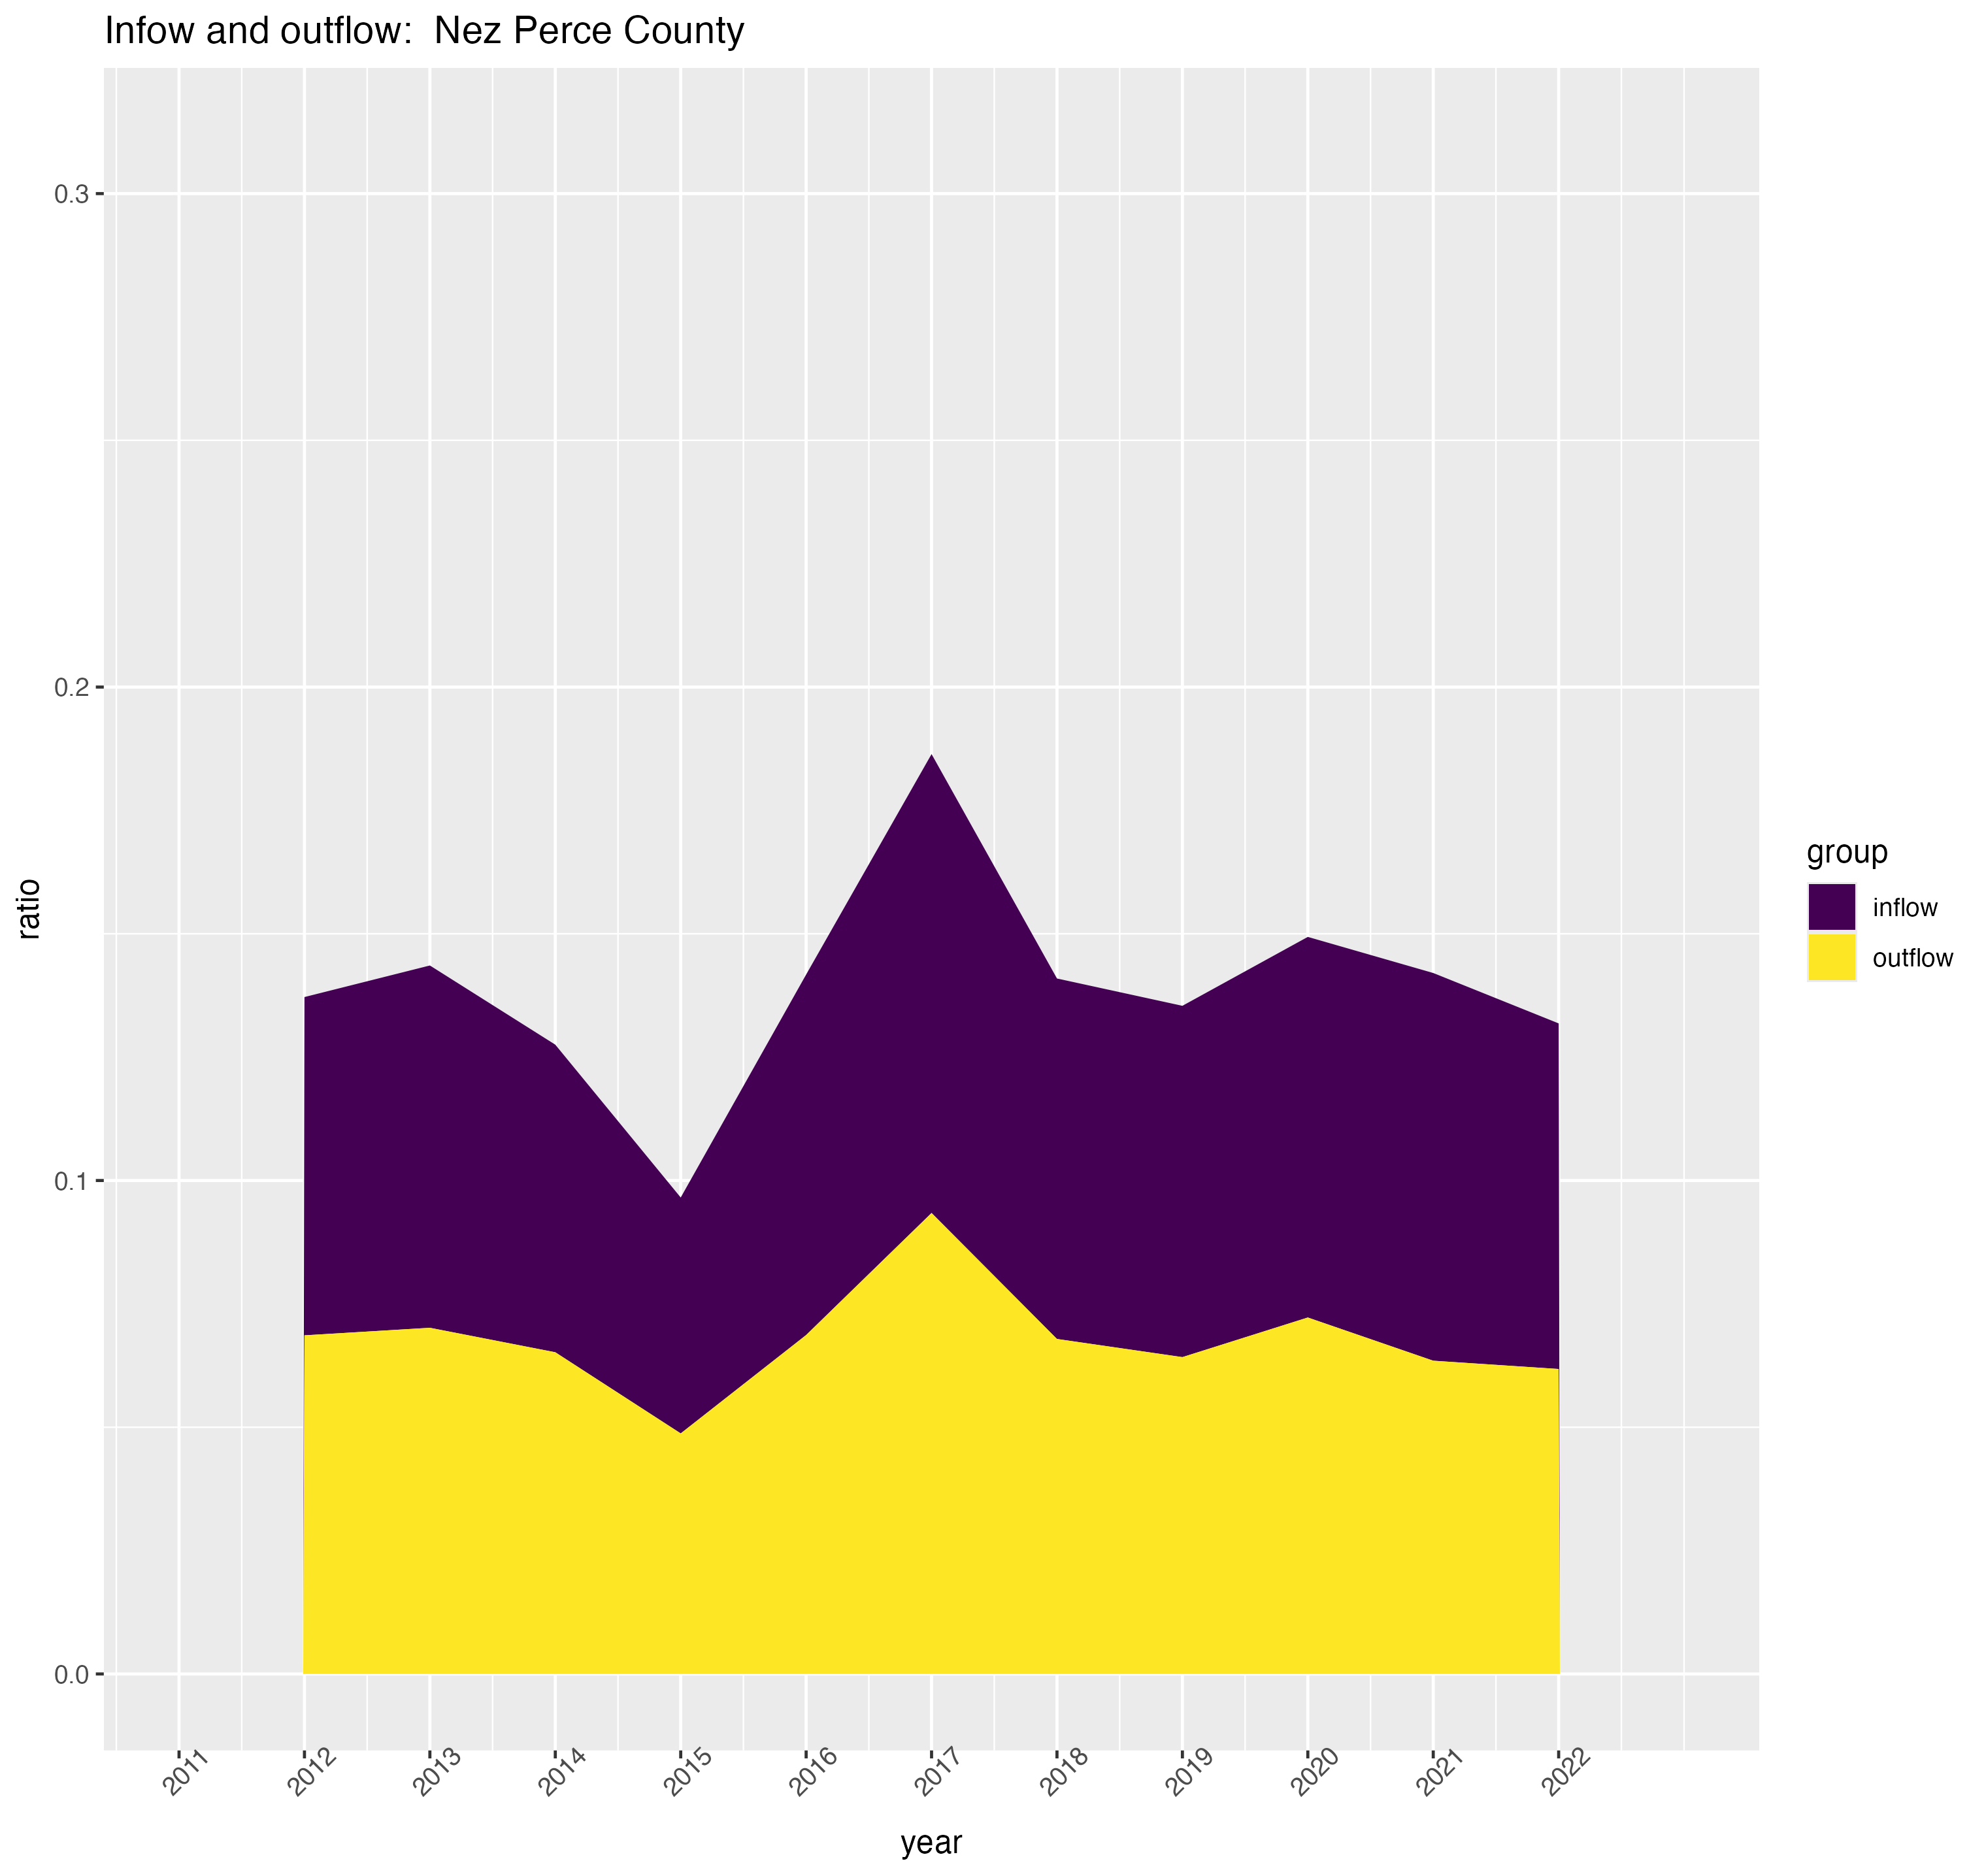 Infow and outflow:  Nez Perce County
0.3
0.2
0.1
0.0
ratio
2011 2012 2013 2014 2015 2016 2017 2018 2019 2020 2021 2022
year
group
inflow
outflow